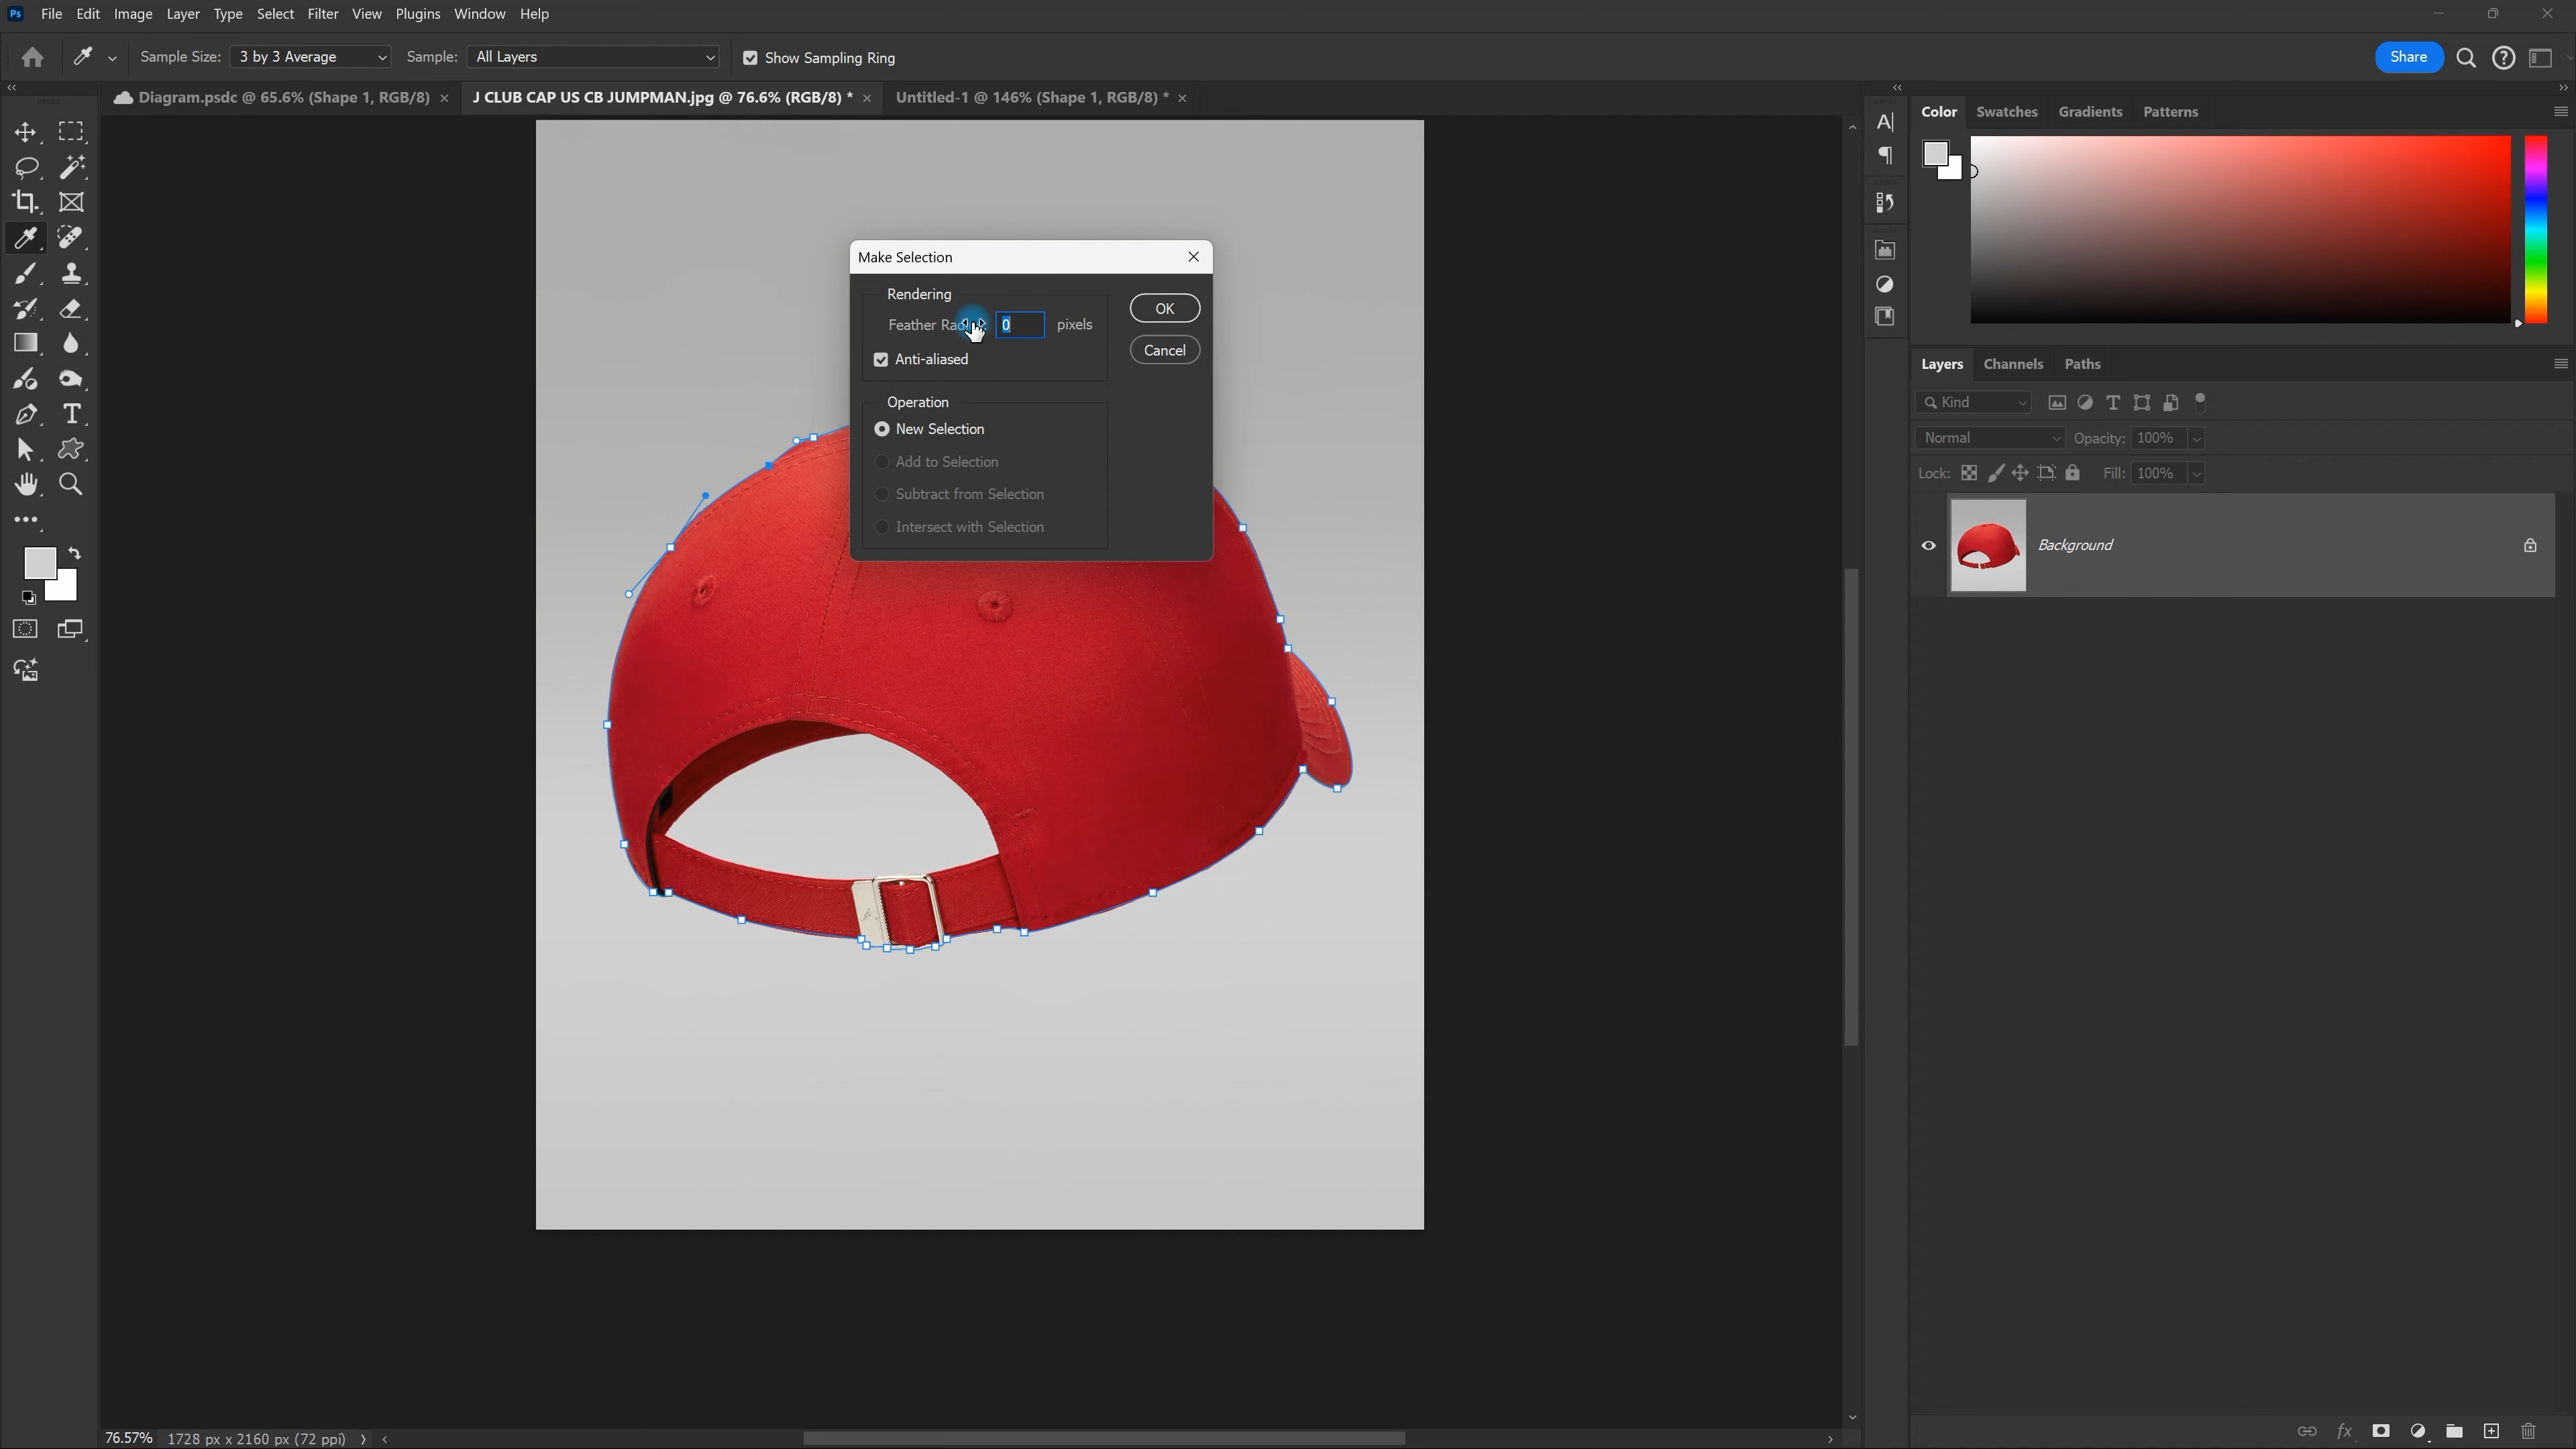 Ps File Edit Image Layer Type Select Filter View Plugins Window Help
Sample Size: 3 by 3 Average Sample: All Layers Show Sampling Ring Share
Diagram.psdc @ 65.6% (Shape 1, RGB/8) × J CLUB CAP US CB JUMPMAN.jpg @ 76.6% (RGB/8) * × Untitled-1 @ 146% (Shape 1, RGB/8) * ×
Color Swatches Gradients Patterns
Make Selection
Rendering
Feather 0 pixels
Anti-aliased
OK
Cancel
Operation
New Selection
Add to Selection
Subtract from Selection
Intersect with Selection
Layers Channels Paths
Kind
Normal Opacity: 100%
Lock: Fill: 100%
Background
76.57% 1728 px x 2160 px (72 ppi)